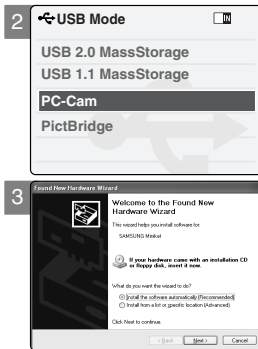 2
USB Mode
IN
USB 2.0 MassStorage
USB 1.1 MassStorage
PC-Cam
PictBridge
3
Found New Hardware Wizard
Welcome to the Found New
Hardware Wizard
This wizard helps you install software for:
SAMSUNG Miniket
If your hardware came with an installation CD
or floppy disk, insert it now.
What do you want the wizard to do?
Install the software automatically (Recommended)
Install from a list or specific location (Advanced)
Click Next to continue.
< Back Next > Cancel